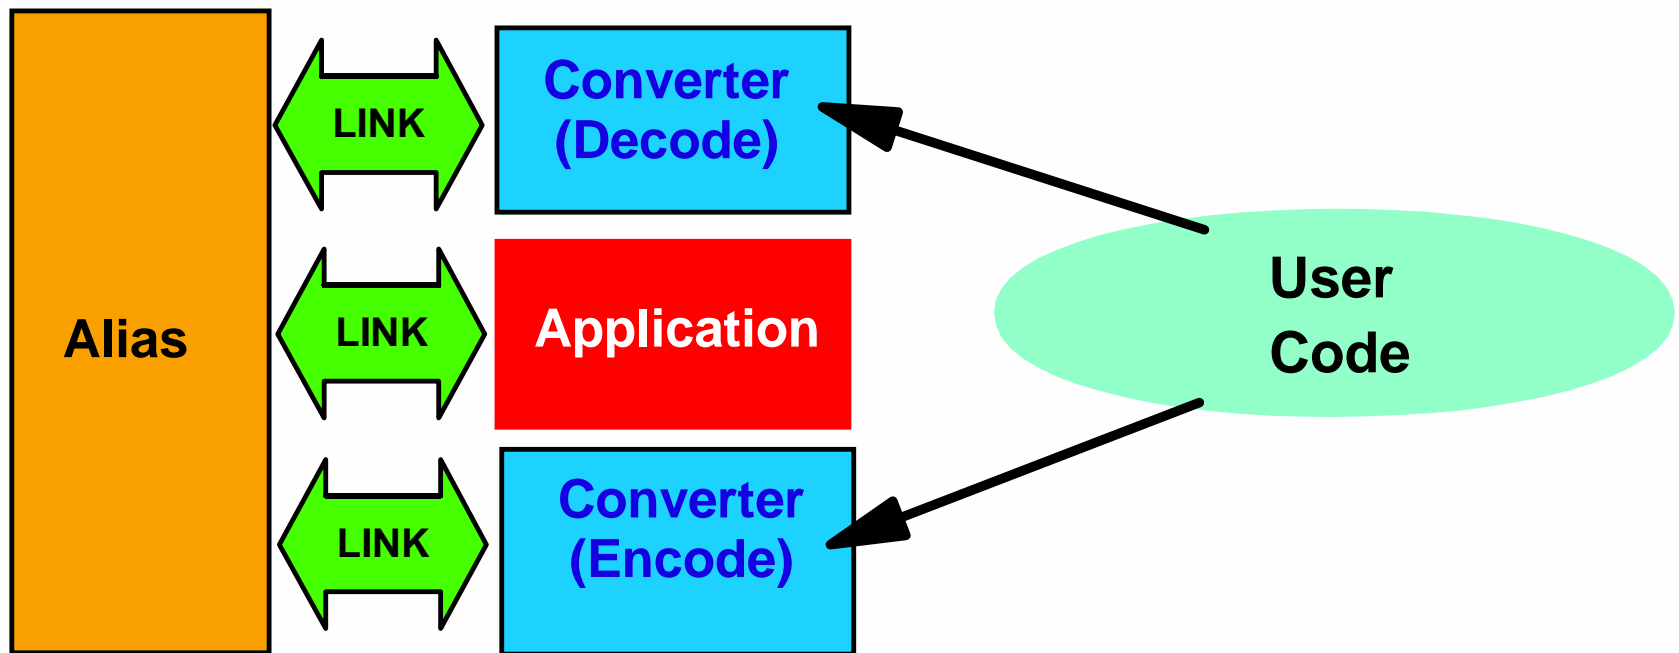 Alias
LINK
Converter
(Decode)
LINK
Application
LINK
Converter
(Encode)
User
Code